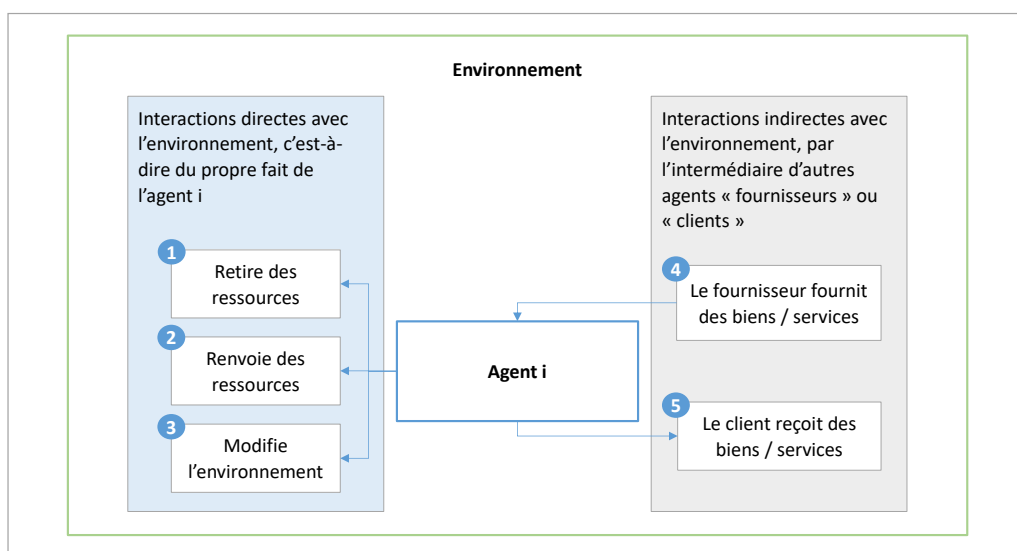 Environnement
Interactions directes avec
l'environnement, c'est-à-
dire du propre fait de
l'agent i
1
Retire des
ressources
2
Renvoie des
ressources
3
Modifie
l'environnement
Agent i
Interactions indirectes avec
l'environnement, par
l'intermédiaire d'autres
agents « fournisseurs » ou
« clients »
4
Le fournisseur fournit
des biens / services
5
Le client reçoit des
biens / services